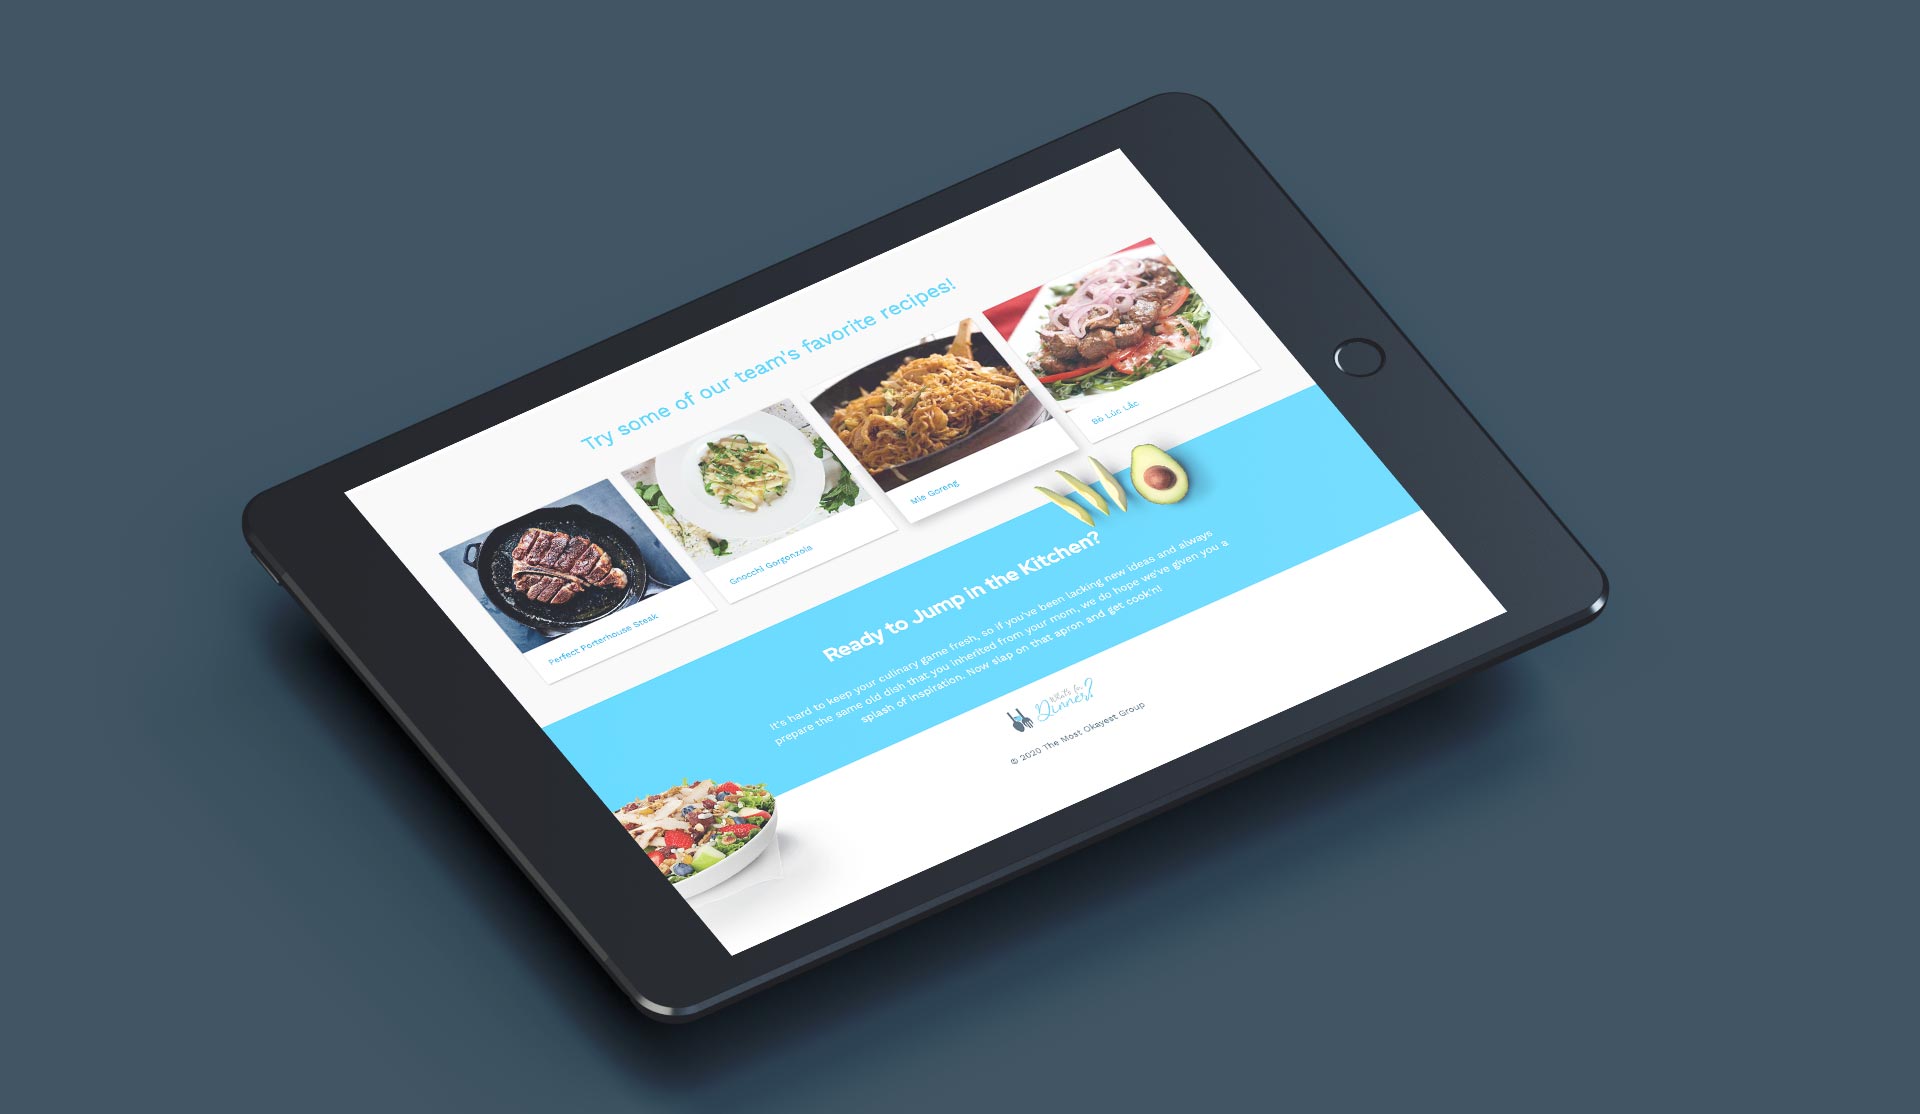 Try some of our team's favorite recipes!
Perfect Porterhouse Steak
Gnocchi Gorgonzola
Mie Goreng
Bò Lúc Lắc
Ready to Jump in the Kitchen?
It's hard to keep your culinary game fresh, so if you've been lacking new ideas and always
prepare the same old dish that you inherited from your mom, we do hope we've given you a
splash of inspiration. Now slap on that apron and get cook'n!
What's for
Dinner?
© 2020 The Most Okayest Group